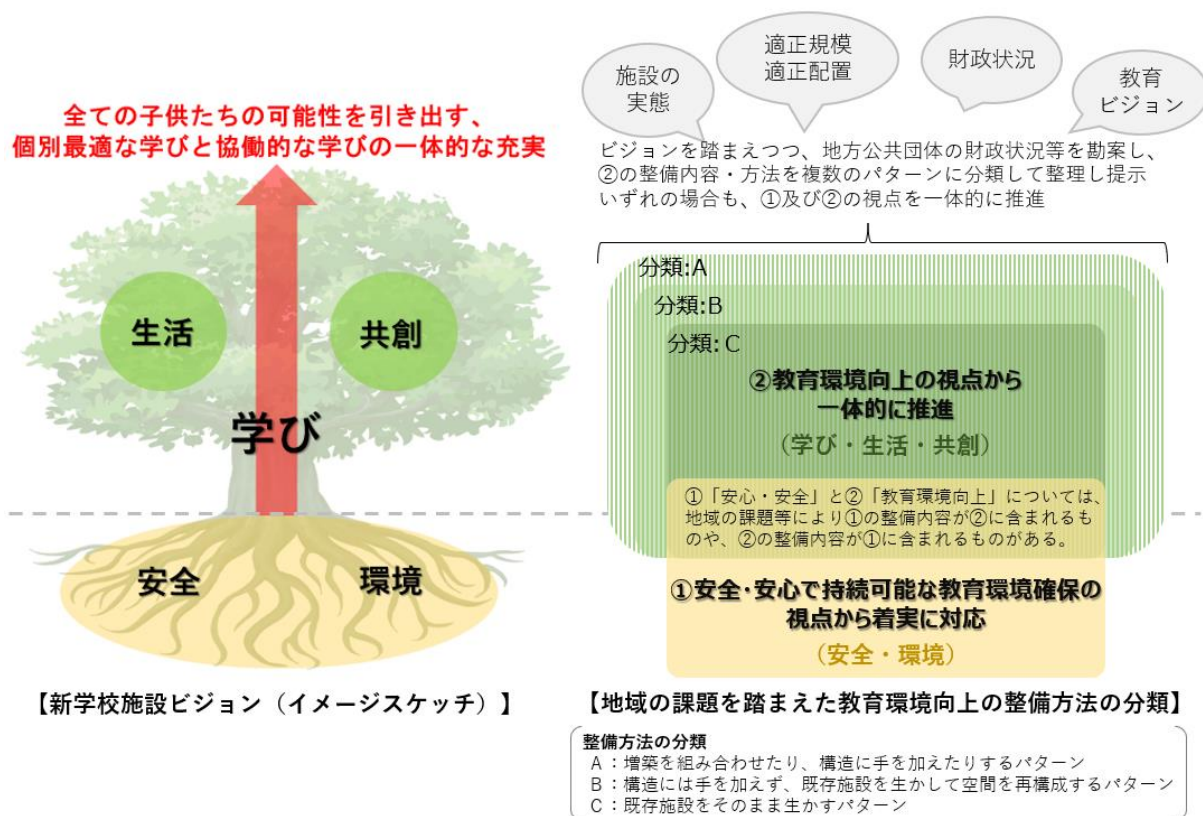 全ての子供たちの可能性を引き出す、
個別最適な学びと協働的な学びの一体的な充実
生活
共創
学び
安全
環境
【新学校施設ビジョン（イメージスケッチ）】
施設の
実態
適正規模
適正配置
財政状況
教育
ビジョン
ビジョンを踏まえつつ、地方公共団体の財政状況等を勘案し、
②の整備内容・方法を複数のパターンに分類して整理し提示
いずれの場合も、①及び②の視点を一体的に推進
分類:A
分類:B
分類:C
②教育環境向上の視点から
一体的に推進
（学び・生活・共創）
①「安心・安全」と②「教育環境向上」については、
地域の課題等により①の整備内容が②に含まれるも
のや、②の整備内容が①に含まれるものがある。
①安全・安心で持続可能な教育環境確保の
視点から着実に対応
（安全・環境）
【地域の課題を踏まえた教育環境向上の整備方法の分類】
整備方法の分類
A：増築を組み合わせたり、構造に手を加えたりするパターン
B：構造には手を加えず、既存施設を生かして空間を再構成するパターン
C：既存施設をそのまま生かすパターン